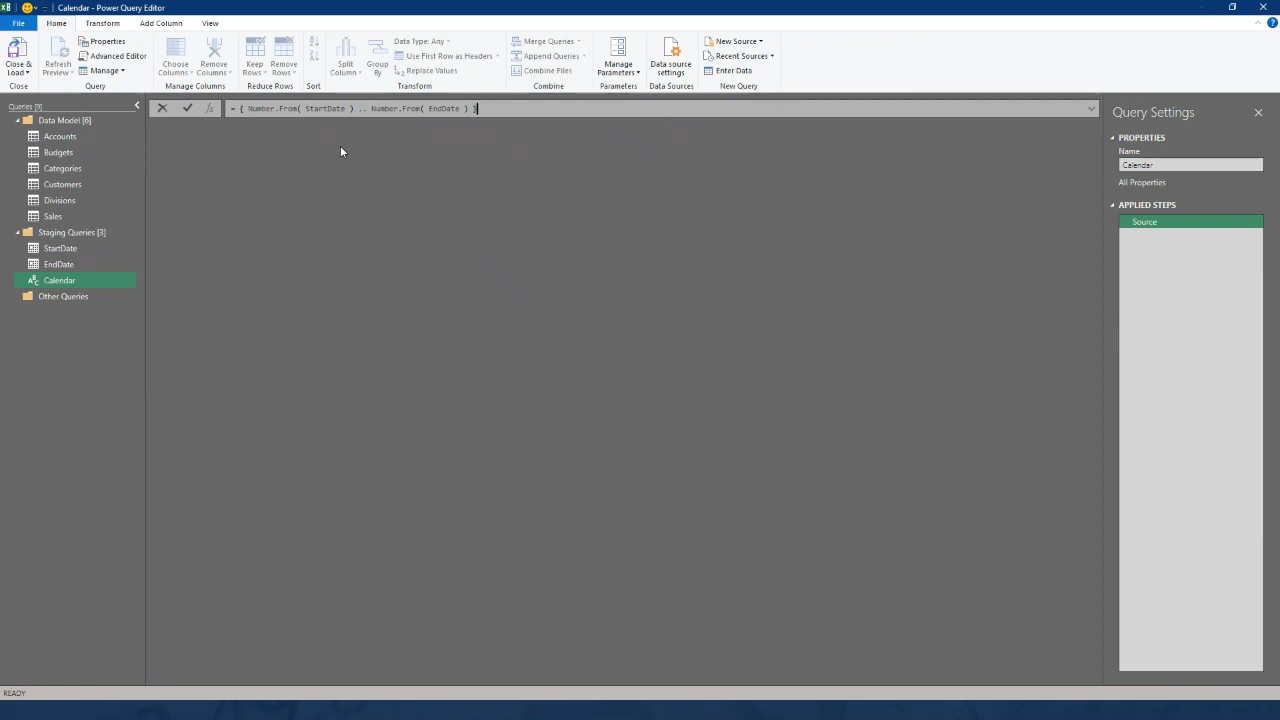 Calendar - Power Query Editor
File Home Transform Add Column View
Close & Load
Refresh Preview
Properties
Advanced Editor
Manage
Choose Columns
Remove Columns
Keep Rows
Remove Rows
Split Column
Group By
Data Type: Any
Use First Row as Headers
Replace Values
Merge Queries
Append Queries
Combine Files
Manage Parameters
Data source settings
New Source
Recent Sources
Enter Data
Close Query Manage Columns Reduce Rows Sort Transform Combine Parameters Data Sources New Query
Queries [9]
fx = { Number.From( StartDate ) .. Number.From( EndDate ) }
Data Model [6]
Accounts
Budgets
Categories
Customers
Divisions
Sales
Staging Queries [3]
StartDate
EndDate
ABC Calendar
Other Queries
Query Settings
PROPERTIES
Name
Calendar
All Properties
APPLIED STEPS
Source
READY